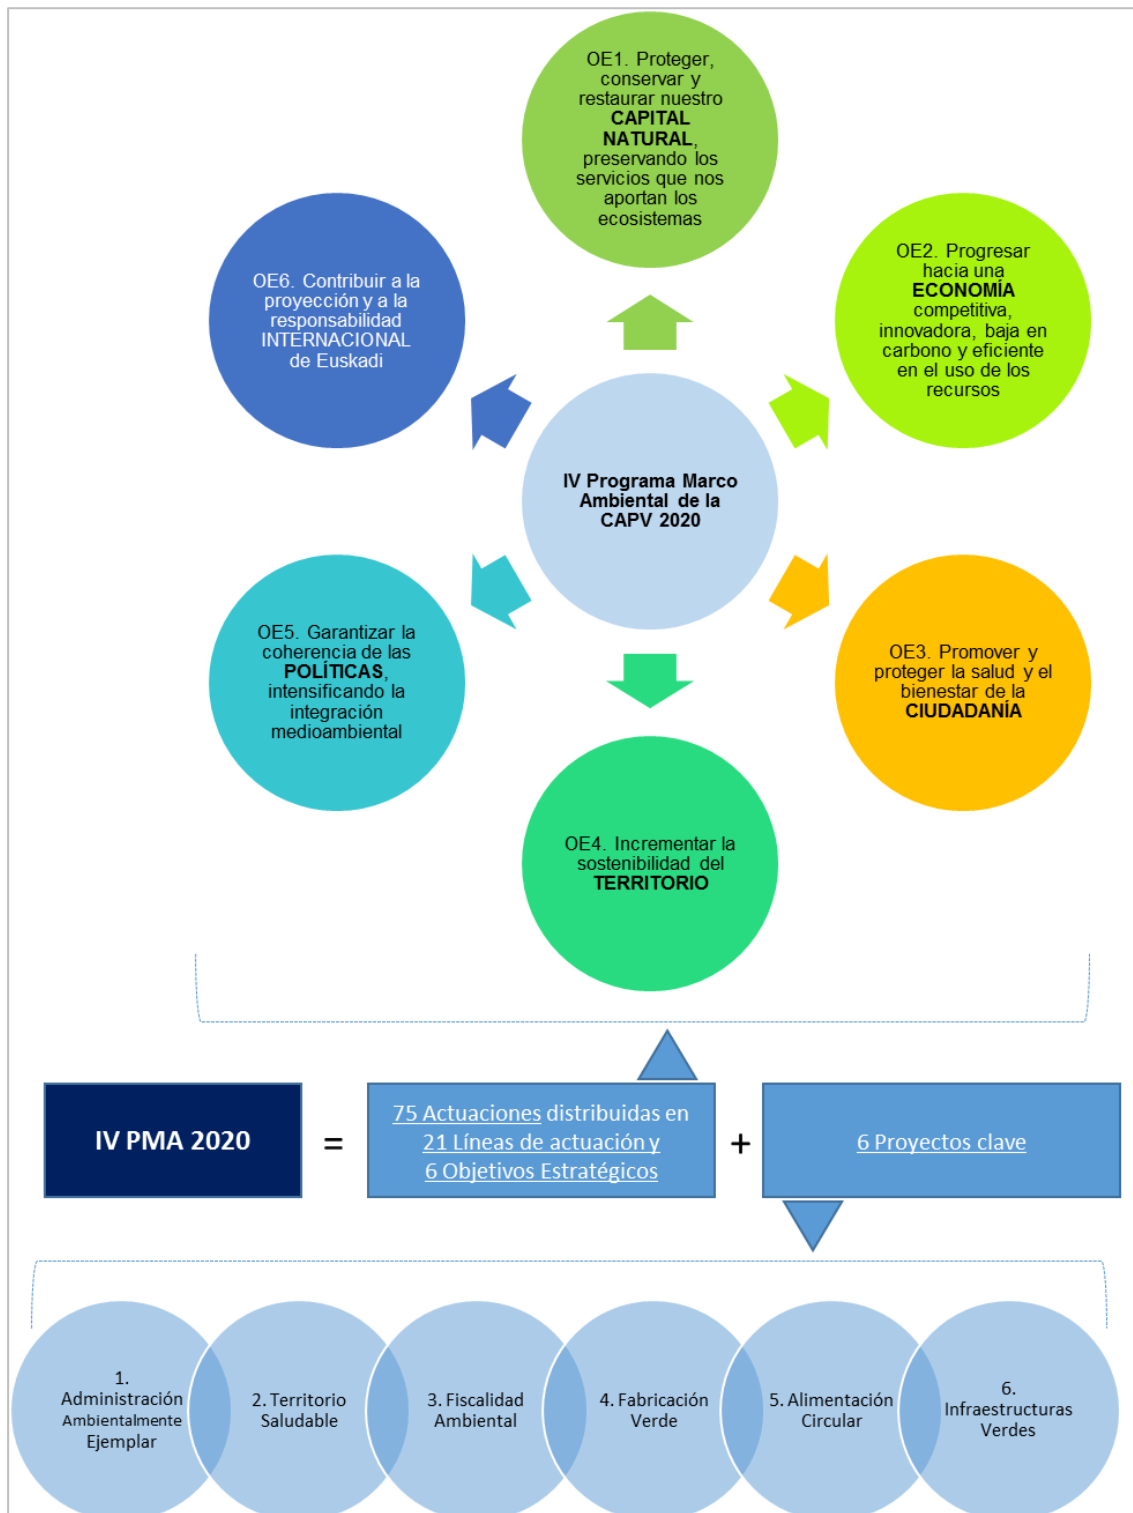 OE1. Proteger,
conservar y
restaurar nuestro
CAPITAL
NATURAL,
preservando los
servicios que nos
aportan los
ecosistemas
OE2. Progresar
hacia una
ECONOMÍA
competitiva,
innovadora, baja en
carbono y eficiente
en el uso de los
recursos
OE3. Promover y
proteger la salud y el
bienestar de la
CIUDADANÍA
OE4. Incrementar la
sostenibilidad del
TERRITORIO
OE5. Garantizar la
coherencia de las
POLÍTICAS,
intensificando la
integración
medioambiental
OE6. Contribuir a la
proyección y a la
responsabilidad
INTERNACIONAL
de Euskadi
IV Programa Marco
Ambiental de la
CAPV 2020
IV PMA 2020
=
75 Actuaciones distribuidas en
21 Líneas de actuación y
6 Objetivos Estratégicos
+
6 Proyectos clave
1.
Administración
Ambientalmente
Ejemplar
2. Territorio
Saludable
3. Fiscalidad
Ambiental
4. Fabricación
Verde
5. Alimentación
Circular
6.
Infraestructuras
Verdes